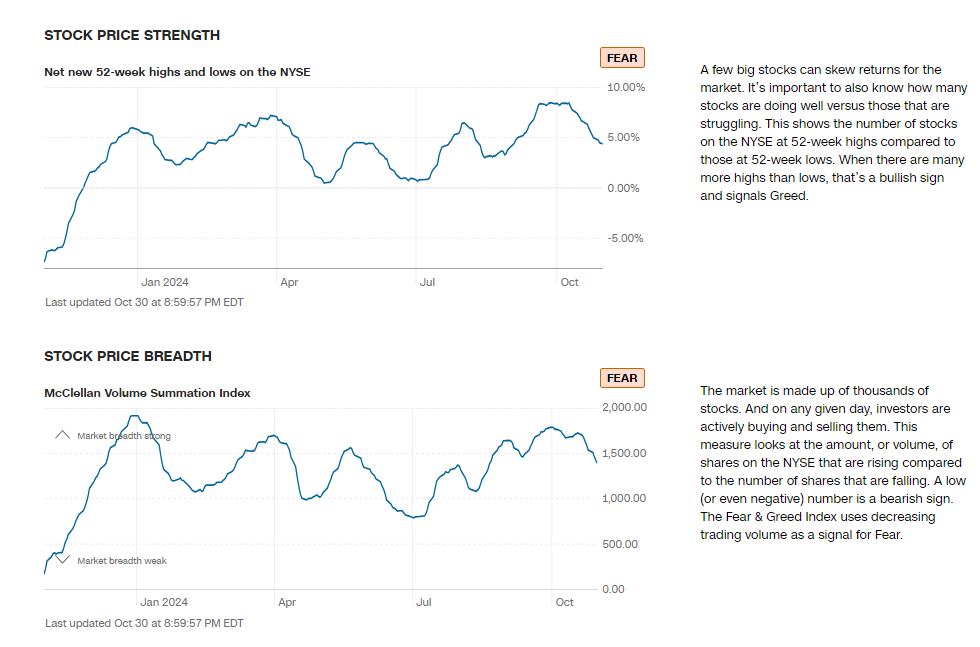 STOCK PRICE STRENGTH
FEAR
Net new 52-week highs and lows on the NYSE
10.00%
5.00%
0.00%
-5.00%
Jan 2024
Apr
Jul
Oct
Last updated Oct 30 at 8:59:57 PM EDT
A few big stocks can skew returns for the
market. It's important to also know how many
stocks are doing well versus those that are
struggling. This shows the number of stocks
on the NYSE at 52-week highs compared to
those at 52-week lows. When there are many
more highs than lows, that's a bullish sign
and signals Greed.
STOCK PRICE BREADTH
FEAR
McClellan Volume Summation Index
2,000.00
Market breadth strong
1,500.00
1,000.00
500.00
Market breadth weak
0.00
Jan 2024
Apr
Jul
Oct
Last updated Oct 30 at 8:59:57 PM EDT
The market is made up of thousands of
stocks. And on any given day, investors are
actively buying and selling them. This
measure looks at the amount, or volume, of
shares on the NYSE that are rising compared
to the number of shares that are falling. A low
(or even negative) number is a bearish sign.
The Fear & Greed Index uses decreasing
trading volume as a signal for Fear.